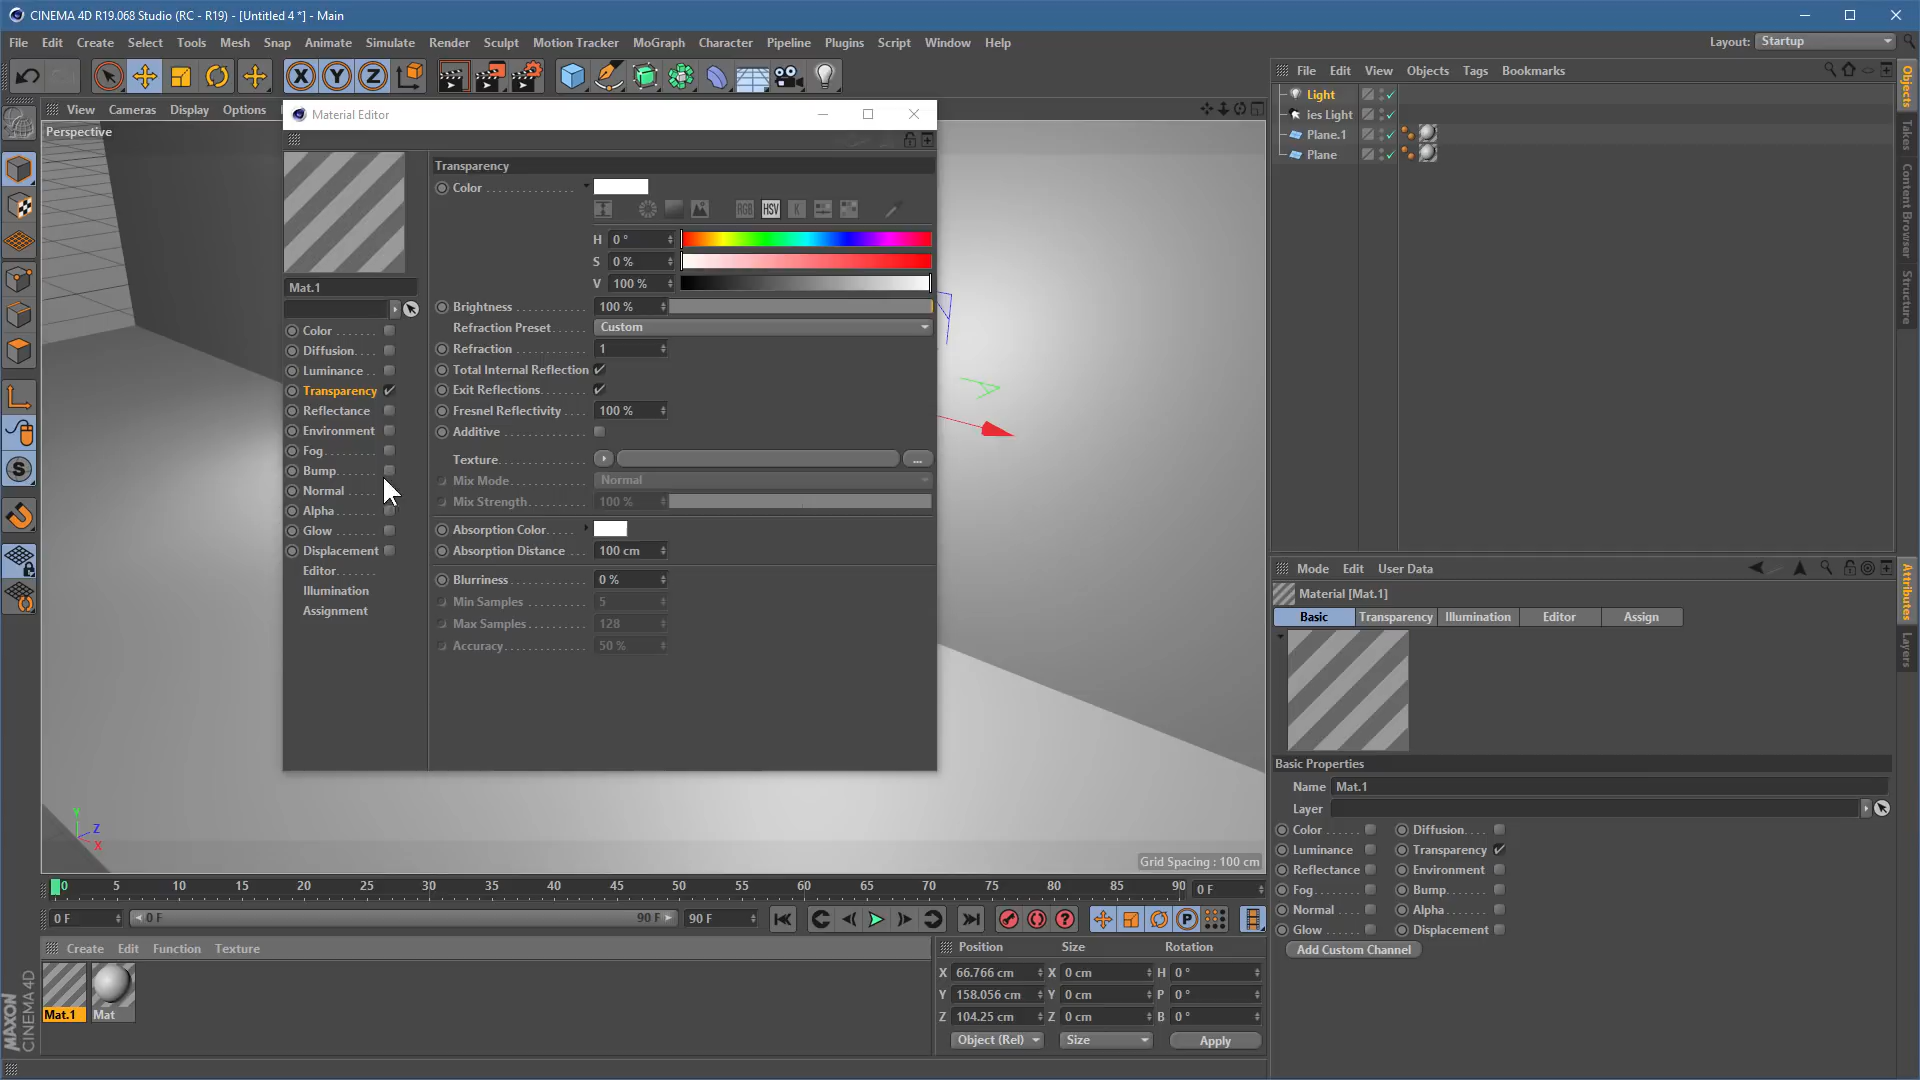 CINEMA 4D R19.068 Studio (RC - R19) - [Untitled 4 *] - Main
File Edit Create Select Tools Mesh Snap Animate Simulate Render Sculpt Motion Tracker MoGraph Character Pipeline Plugins Script Window Help
Layout: Startup
X Y Z
File Edit View Objects Tags Bookmarks
View Cameras Display Options
Perspective
Light
ies Light
Plane.1
Plane
Objects
Takes
Content Browser
Structure
Material Editor
Mat.1
Color
Diffusion
Luminance
Transparency
Reflectance
Environment
Fog
Bump
Normal
Alpha
Glow
Displacement
Editor
Illumination
Assignment
Transparency
Color
RGB HSV K
H 0 °
S 0 %
V 100 %
Brightness 100 %
Refraction Preset Custom
Refraction 1
Total Internal Reflection
Exit Reflections
Fresnel Reflectivity 100 %
Additive
Texture ...
Mix Mode Normal
Mix Strength 100 %
Absorption Color
Absorption Distance 100 cm
Blurriness 0 %
Min Samples 5
Max Samples 128
Accuracy 50 %
Y
Z
X
Grid Spacing : 100 cm
0 5 10 15 20 25 30 35 40 45 50 55 60 65 70 75 80 85 90
0 F
0 F 0 F 90 F 90 F
P
Create Edit Function Texture
Mat.1
Mat
MAXON
CINEMA 4D
Position Size Rotation
X 66.766 cm X 0 cm H 0 °
Y 158.056 cm Y 0 cm P 0 °
Z 104.25 cm Z 0 cm B 0 °
Object (Rel) Size Apply
Mode Edit User Data
Material [Mat.1]
Basic Transparency Illumination Editor Assign
Basic Properties
Name Mat.1
Layer
Color Diffusion
Luminance Transparency
Reflectance Environment
Fog Bump
Normal Alpha
Glow Displacement
Add Custom Channel
Attributes
Layers